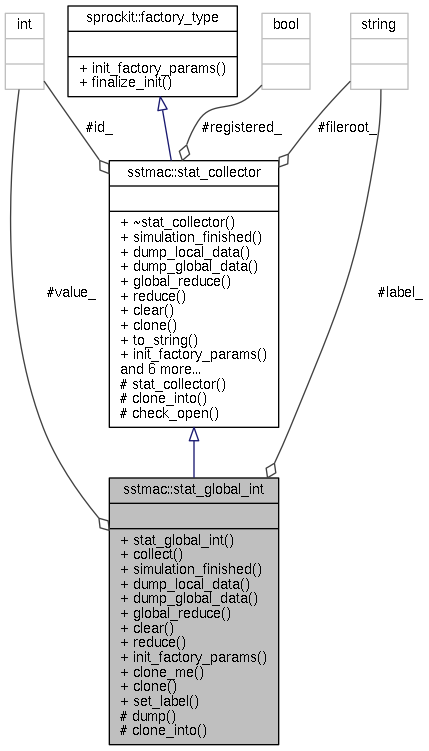 int
sprockit::factory_type
+ init_factory_params()
+ finalize_init()
bool
string
#id_
#registered_
#fileroot_
sstmac::stat_collector
+ ~stat_collector()
+ simulation_finished()
+ dump_local_data()
+ dump_global_data()
+ global_reduce()
+ reduce()
+ clear()
+ clone()
+ to_string()
+ init_factory_params()
and 6 more...
# stat_collector()
# clone_into()
# check_open()
#value_
#label_
sstmac::stat_global_int
+ stat_global_int()
+ collect()
+ simulation_finished()
+ dump_local_data()
+ dump_global_data()
+ global_reduce()
+ clear()
+ reduce()
+ init_factory_params()
+ clone_me()
+ clone()
+ set_label()
# dump()
# clone_into()